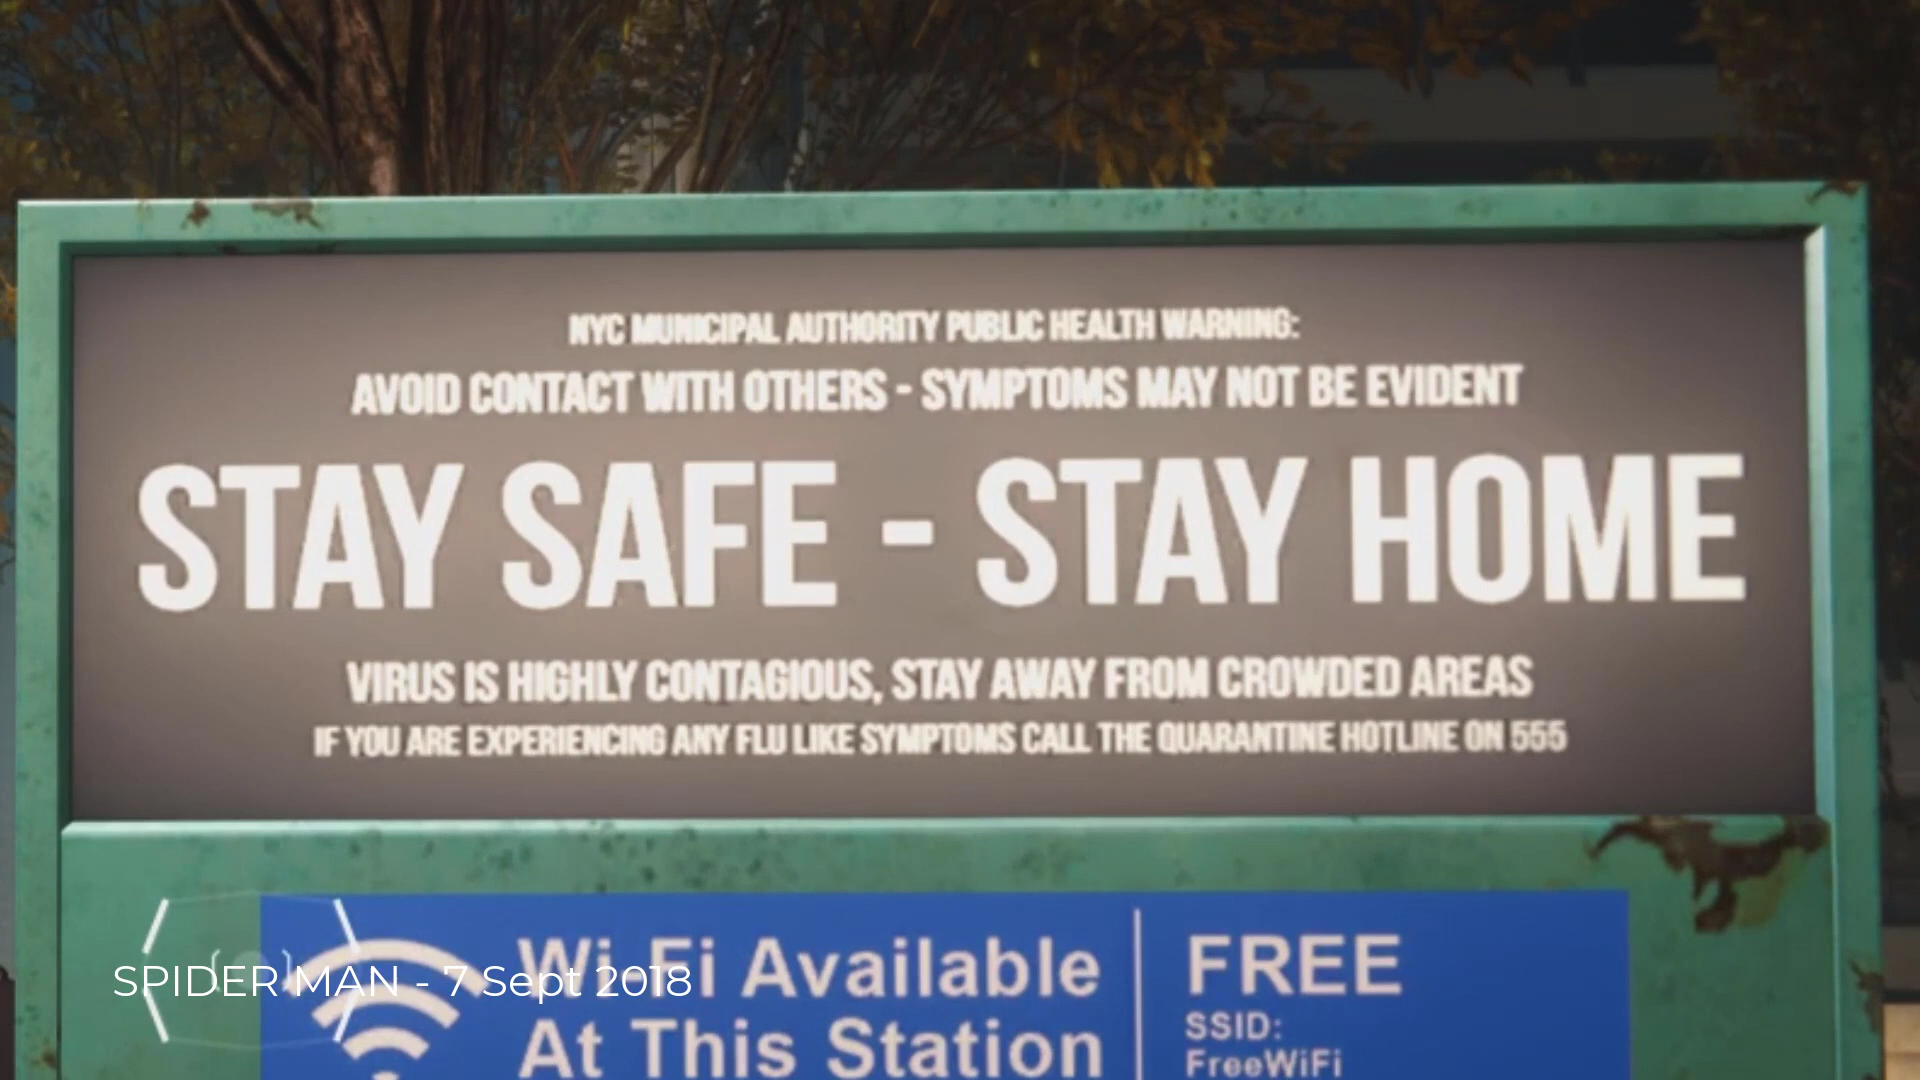 NYC MUNICIPAL AUTHORITY PUBLIC HEALTH WARNING:
AVOID CONTACT WITH OTHERS - SYMPTOMS MAY NOT BE EVIDENT
STAY SAFE - STAY HOME
VIRUS IS HIGHLY CONTAGIOUS, STAY AWAY FROM CROWDED AREAS
IF YOU ARE EXPERIENCING ANY FLU LIKE SYMPTOMS CALL THE QUARANTINE HOTLINE ON 555
Wi-Fi Available
At This Station
FREE
SSID:
FreeWiFi
SPIDER MAN - 7 Sept 2018